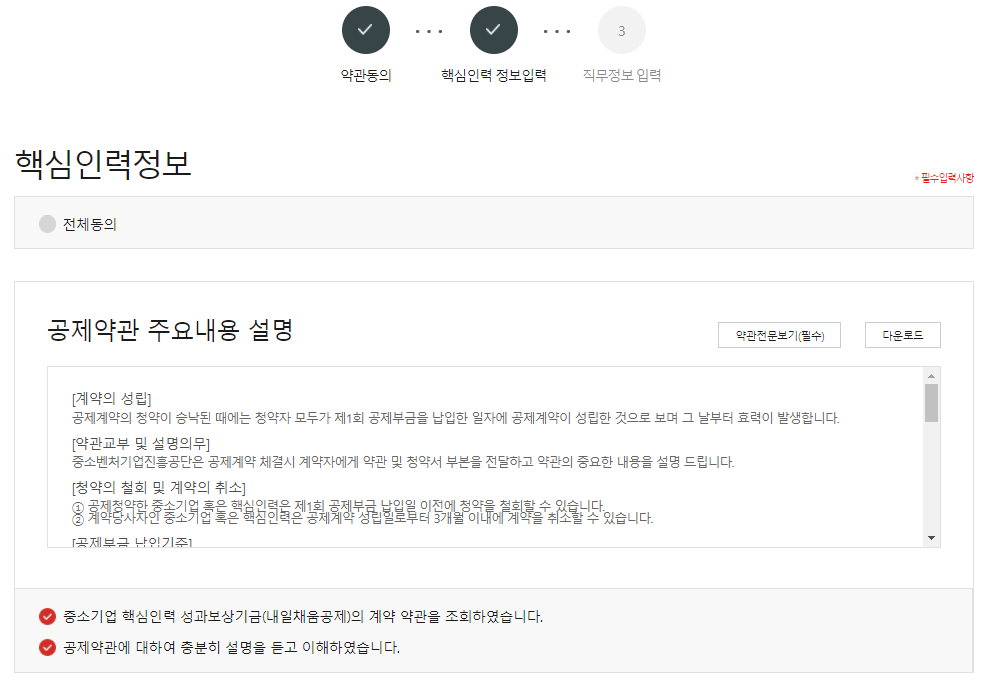 3
약관동의
핵심인력 정보입력
직무정보 입력
핵심인력정보
* 필수입력사항
전체동의
공제약관 주요내용 설명
약관전문보기(필수)
다운로드
[계약의 성립]
공제계약의 청약이 승낙된 때에는 청약자 모두가 제1회 공제부금을 납입한 일자에 공제계약이 성립한 것으로 보며 그 날부터 효력이 발생합니다.
[약관교부 및 설명의무]
중소벤처기업진흥공단은 공제계약 체결시 계약자에게 약관 및 청약서 부본을 전달하고 약관의 중요한 내용을 설명 드립니다.
[청약의 철회 및 계약의 취소]
① 공제청약한 중소기업 혹은 핵심인력은 제1회 공제부금 납입일 이전에 청약을 철회할 수 있습니다.
② 계약당사자인 중소기업 혹은 핵심인력은 공제계약 성립일로부터 3개월 이내에 계약을 취소할 수 있습니다.
[공제부금 납입기준]
중소기업 핵심인력 성과보상기금(내일채움공제)의 계약 약관을 조회하였습니다.
공제약관에 대하여 충분히 설명을 듣고 이해하였습니다.